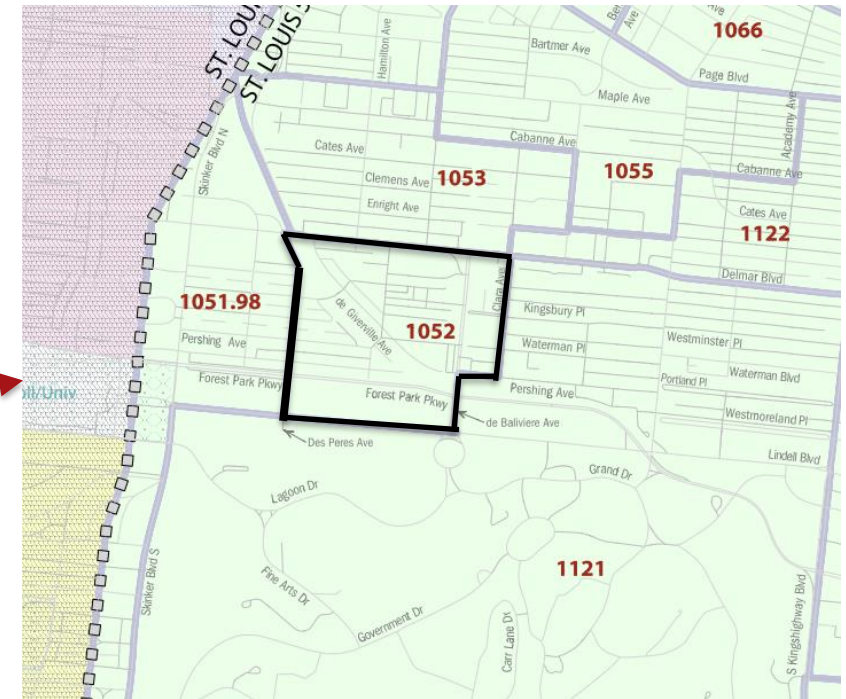 ST. LOUI
ST. LOUIS
Hamilton Ave
Ave
1066
Bartmer Ave
Page Blvd
Maple Ave
Academy Ave
Skinker Blvd N
Cates Ave
Cabanne Ave
1055
Cabanne Ave
Clemens Ave
1053
Enright Ave
Cates Ave
1122
Delmar Blvd
Clara Ave
1051.98
de Giverville Ave
1052
Kingsbury Pl
Pershing Ave
Waterman Pl
Westminster Pl
Forest Park Pkwy
Forest Park Pkwy
Pershing Ave
Portland Pl
Waterman Blvd
oll/Univ
de Baliviere Ave
Westmoreland Pl
Des Peres Ave
Lindell Blvd
Lagoon Dr
Grand Dr
1121
Skinker Blvd S
Fine Arts Dr
Government Dr
Carr Lane Dr
S Kingshighway Blvd